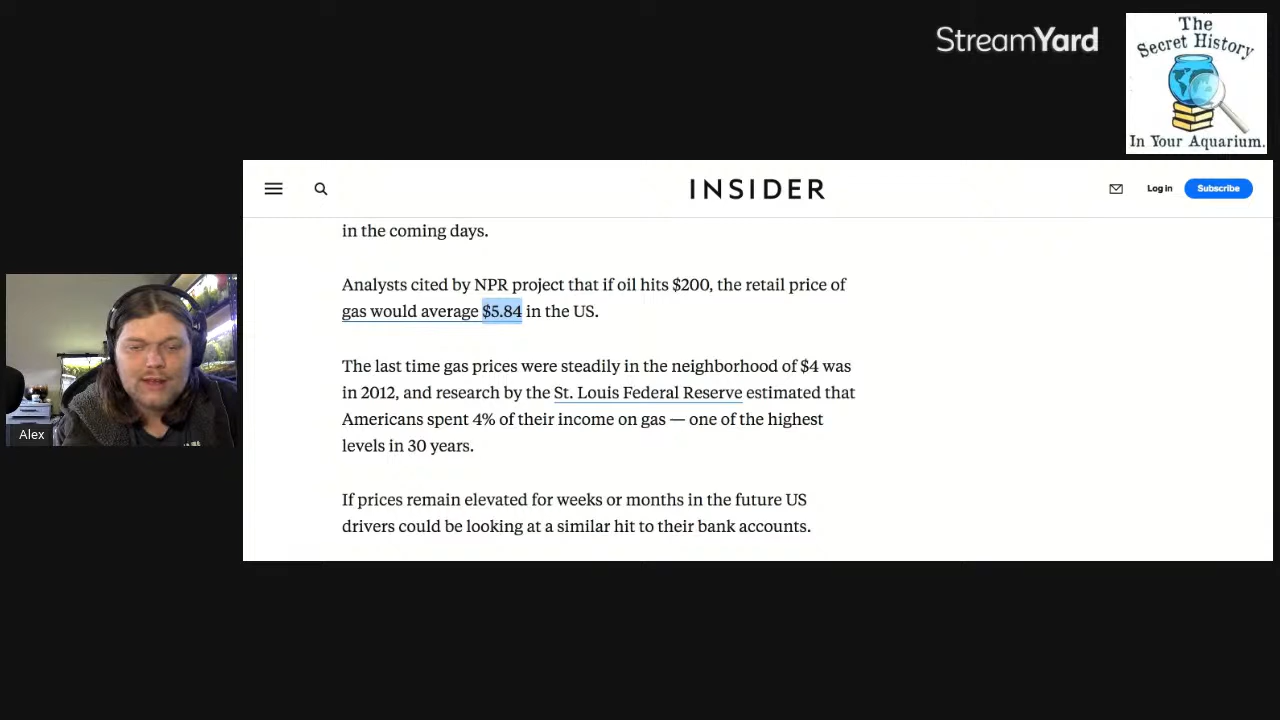 StreamYard
The
Secret History
In Your Aquarium.
INSIDER
Log in
Subscribe
in the coming days.
Analysts cited by NPR project that if oil hits $200, the retail price of
gas would average $5.84 in the US.
The last time gas prices were steadily in the neighborhood of $4 was
in 2012, and research by the St. Louis Federal Reserve estimated that
Americans spent 4% of their income on gas — one of the highest
levels in 30 years.
If prices remain elevated for weeks or months in the future US
drivers could be looking at a similar hit to their bank accounts.
Alex